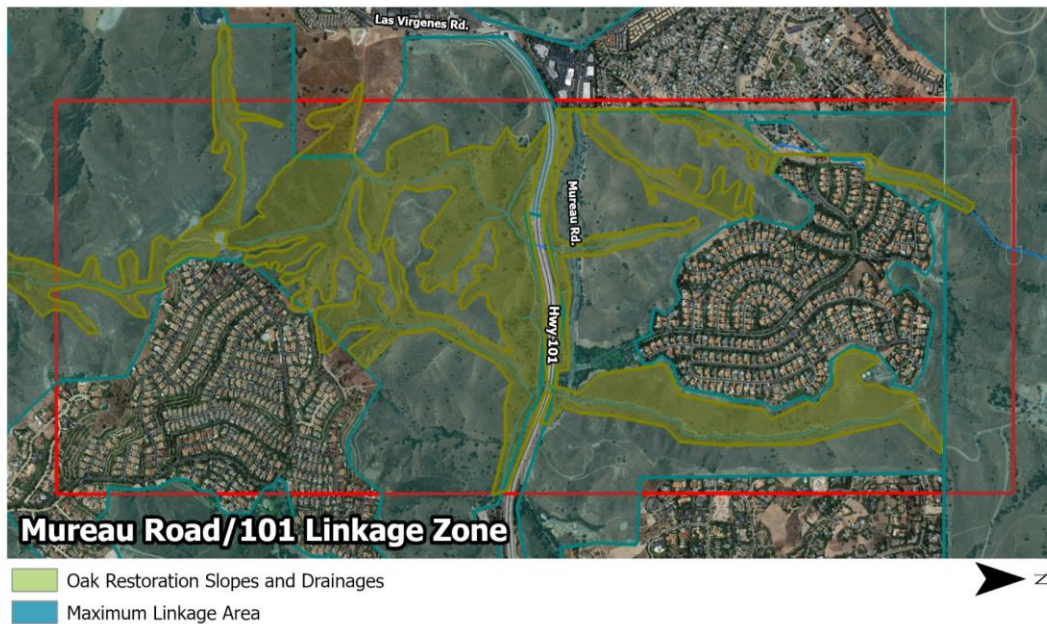 Las Virgenes Rd.
Mureau Rd.
Hwy 101
Mureau Road/101 Linkage Zone
Oak Restoration Slopes and Drainages
N
Maximum Linkage Area